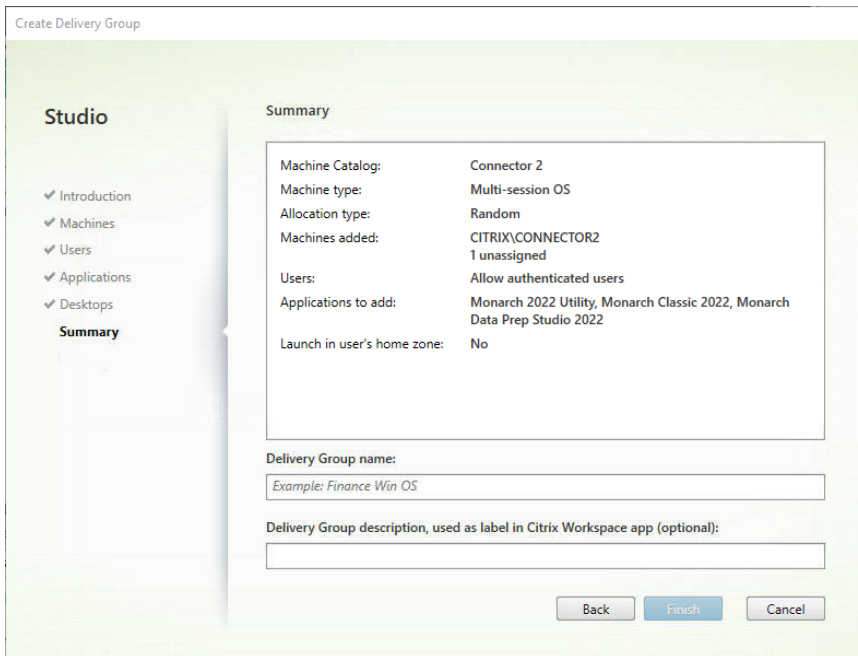 Create Delivery Group
Studio
Introduction
Machines
Users
Applications
Desktops
Summary
Summary
Machine Catalog: Connector 2
Machine type: Multi-session OS
Allocation type: Random
Machines added: CITRIX\CONNECTOR2
1 unassigned
Users: Allow authenticated users
Applications to add: Monarch 2022 Utility, Monarch Classic 2022, Monarch
Data Prep Studio 2022
Launch in user's home zone: No
Delivery Group name:
Example: Finance Win OS
Delivery Group description, used as label in Citrix Workspace app (optional):
Back Finish Cancel